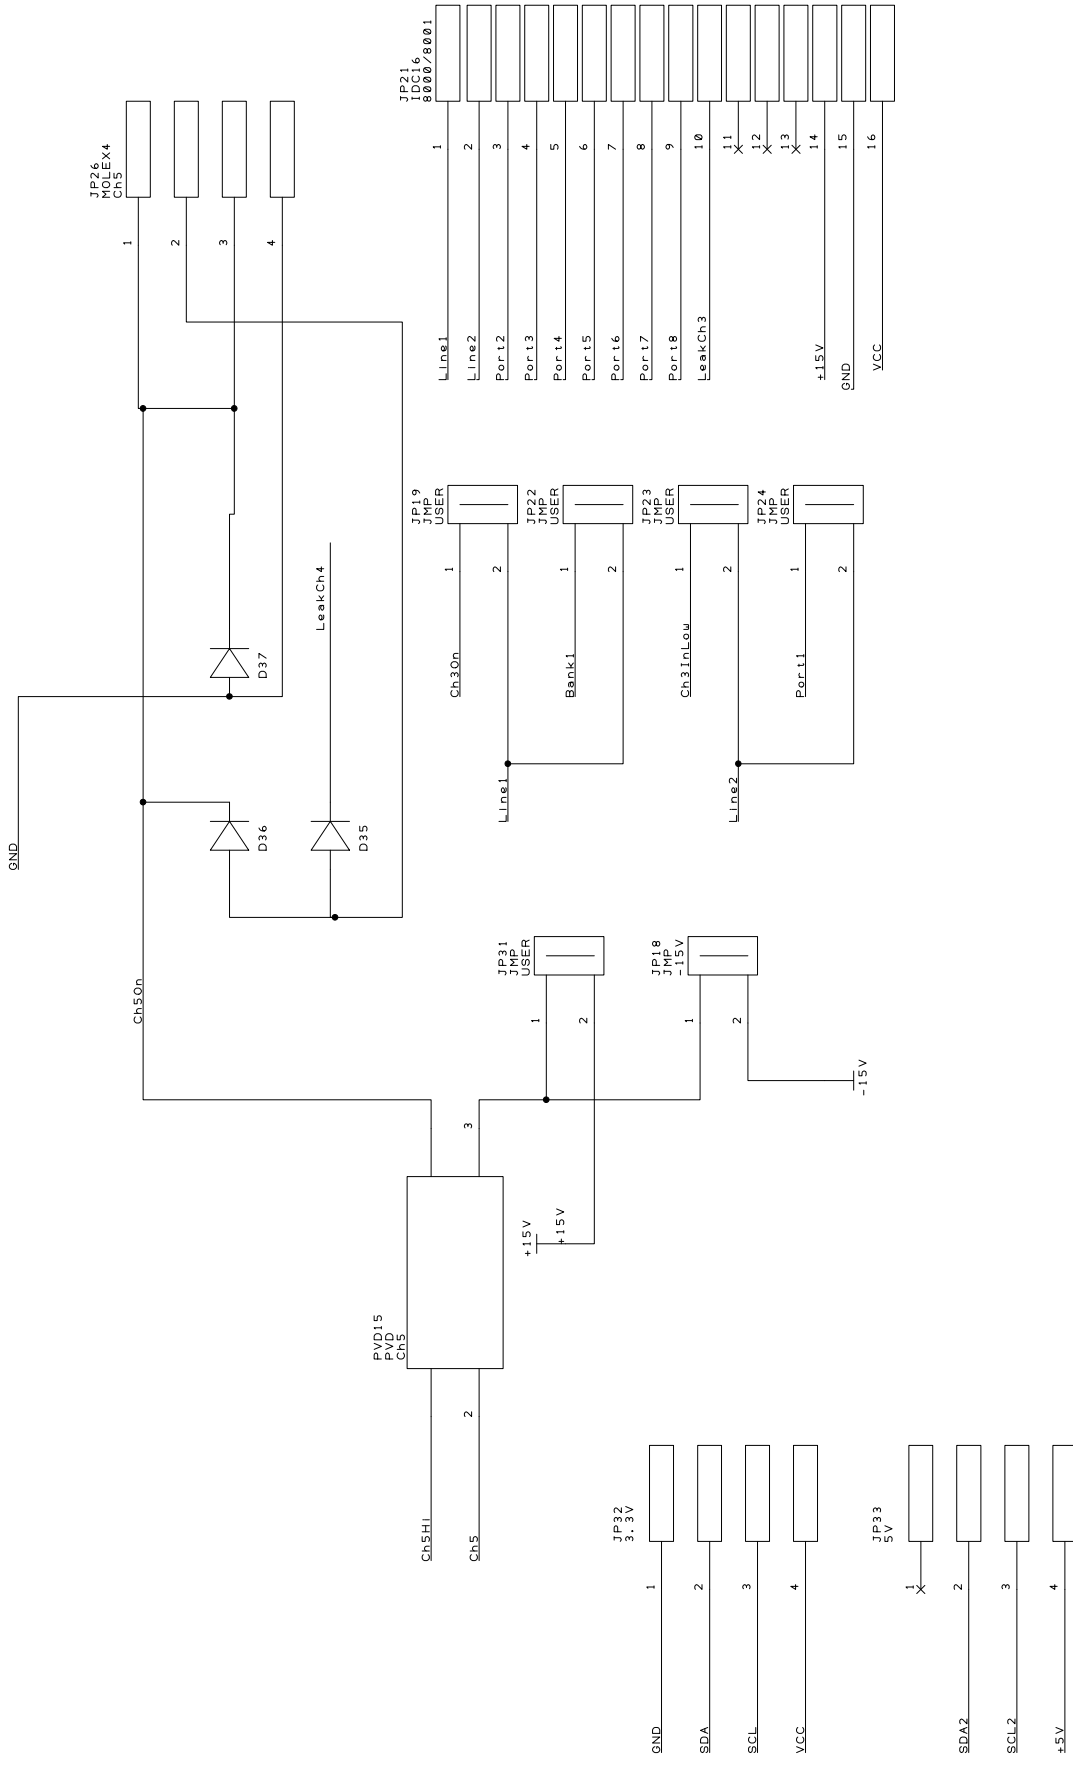 JP26
MOLEX4
Ch5
1
2
3
4
JP21
IDC16
8000/8001
1
2
3
4
5
6
7
8
9
10
11
12
13
14
15
16
Line1
Line2
Port2
Port3
Port4
Port5
Port6
Port7
Port8
LeakCh3
+15V
GND
VCC
JP19
JMP
USER
1
2
Ch3On
JP22
JMP
USER
1
2
Bank1
JP23
JMP
USER
1
2
Ch3InLow
JP24
JMP
USER
1
2
Port1
Line1
Line2
LeakCh4
D37
D36
D35
GND
Ch5On
JP31
JMP
USER
1
2
JP18
JMP
-15V
1
2
-15V
3
+15V
+15V
PVD15
PVD
Ch5
2
Ch5Hi
Ch5
JP32
3.3V
1
2
3
4
GND
SDA
SCL
VCC
JP33
5V
1
2
3
4
SDA2
SCL2
+5V